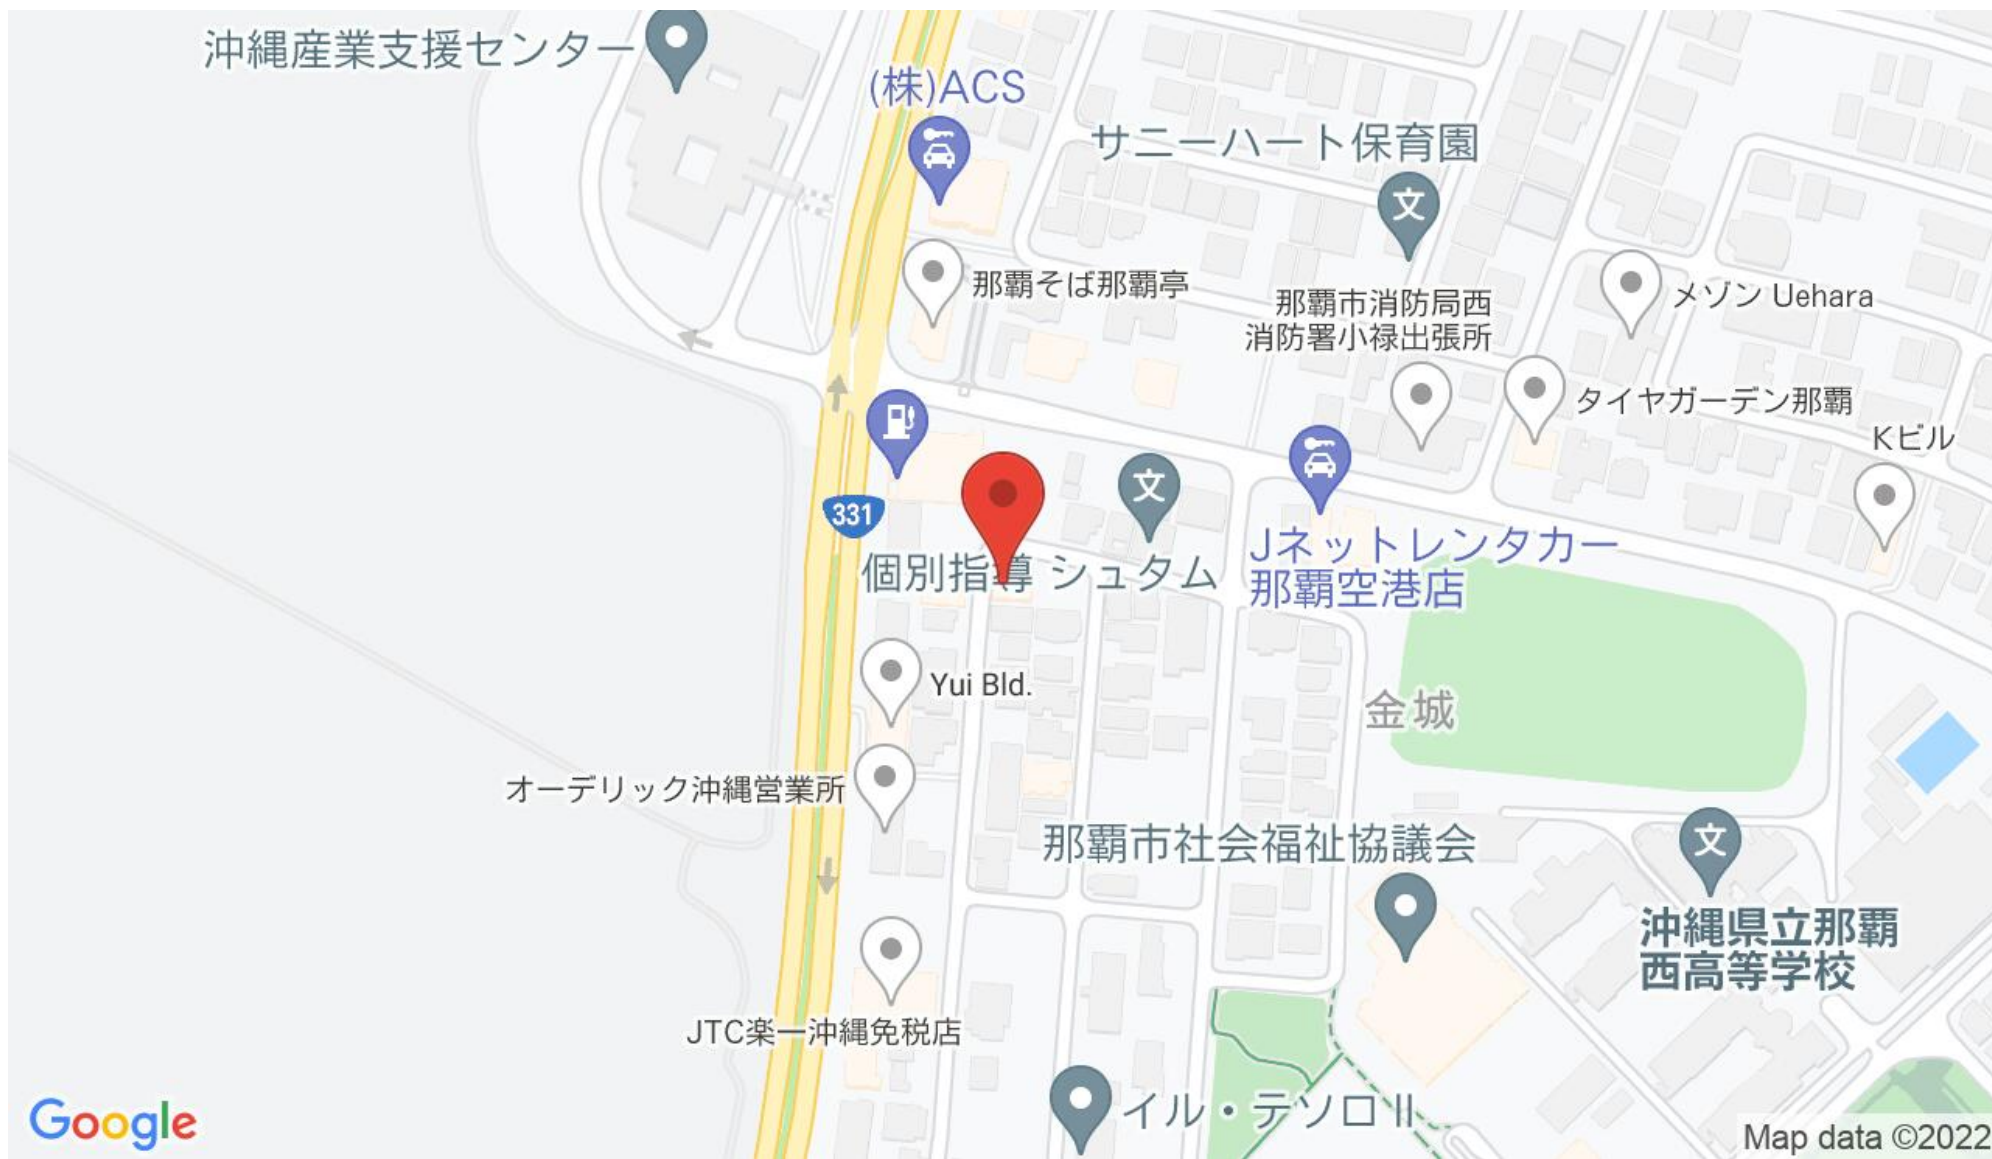 沖縄産業支援センター
(株)ACS
サニーハート保育園
文
那覇そば那覇亭
那覇市消防局西
消防署小禄出張所
メゾン Uehara
タイヤガーデン那覇
Kビル
文
331
個別指導 シュタム
Jネットレンタカー
那覇空港店
Yui Bld.
金城
オーデリック沖縄営業所
那覇市社会福祉協議会
文
沖縄県立那覇
西高等学校
JTC楽一沖縄免税店
イル・テソロ II
Google
Map data ©2022